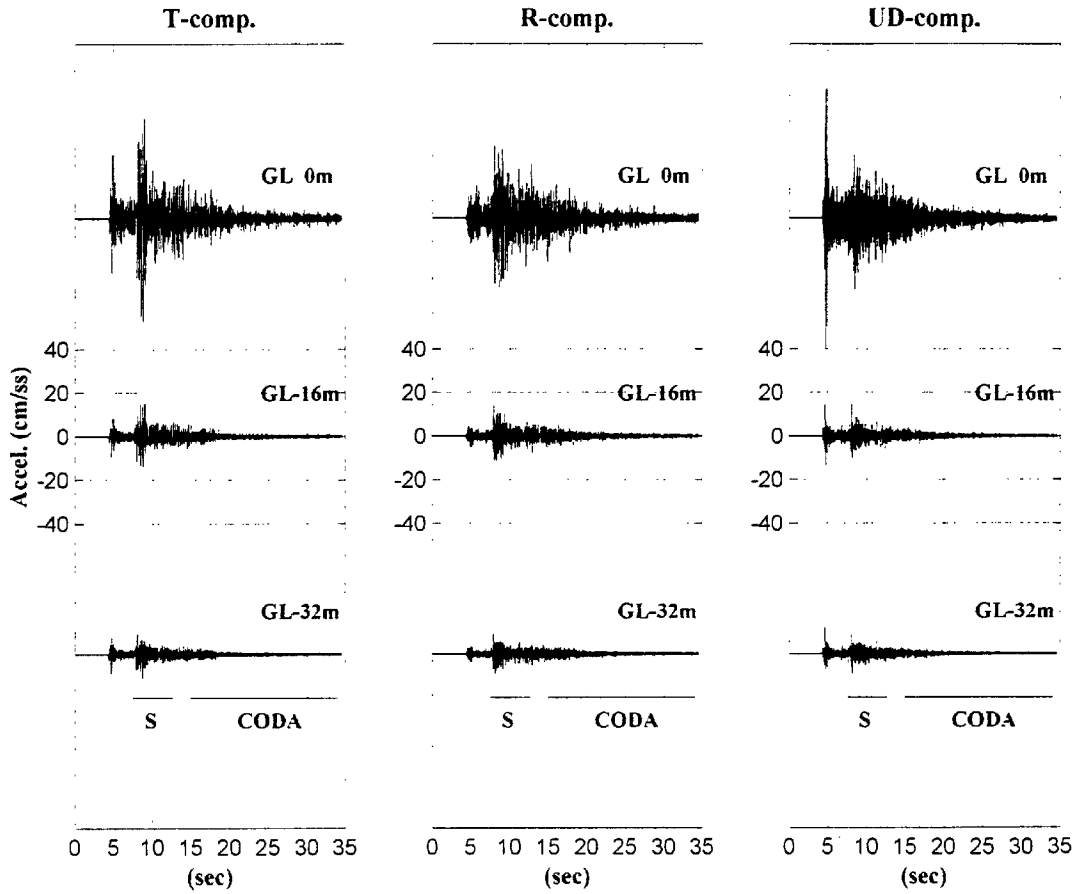 T-comp. R-comp. UD-comp.
GL 0m GL 0m GL 0m
40 40 40
20 GL-16m 20 GL-16m 20 GL-16m
0 0 0
-20 -20 -20
-40 -40 -40
Accel. (cm/ss)
GL-32m GL-32m GL-32m
S CODA S CODA S CODA
0 5 10 15 20 25 30 35 0 5 10 15 20 25 30 35 0 5 10 15 20 25 30 35
(sec) (sec) (sec)